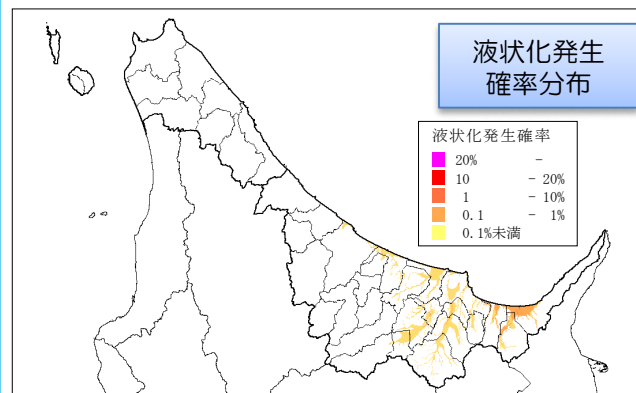 液状化発生
確率分布
液状化発生確率
20% -
10 - 20%
1 - 10%
0.1 - 1%
0.1%未満